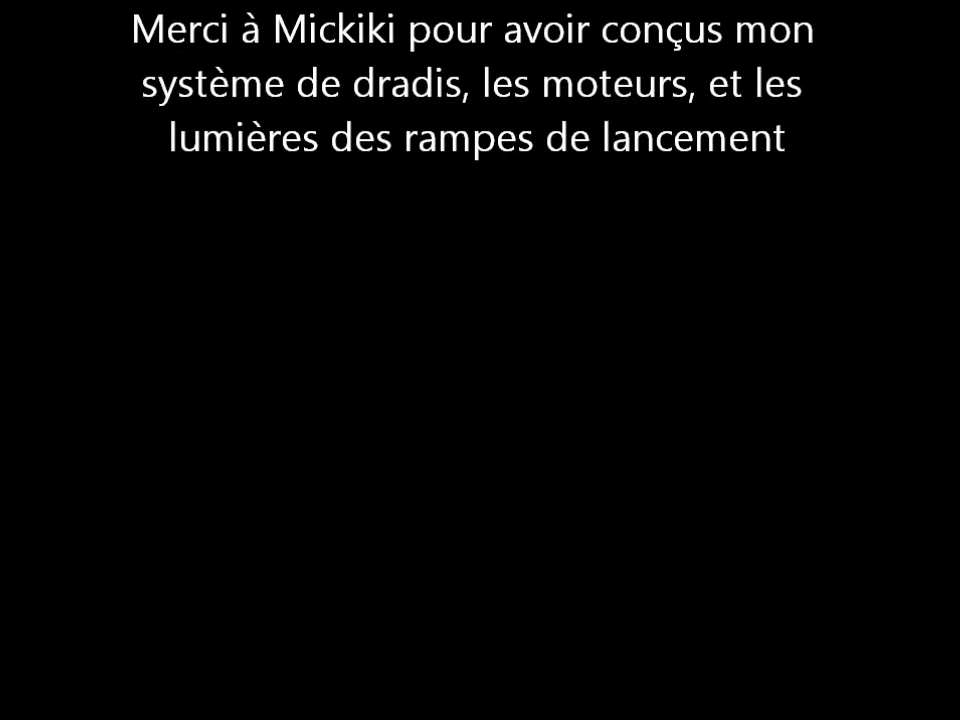 Merci à Mickiki pour avoir conçus mon
système de dradis, les moteurs, et les
lumières des rampes de lancement